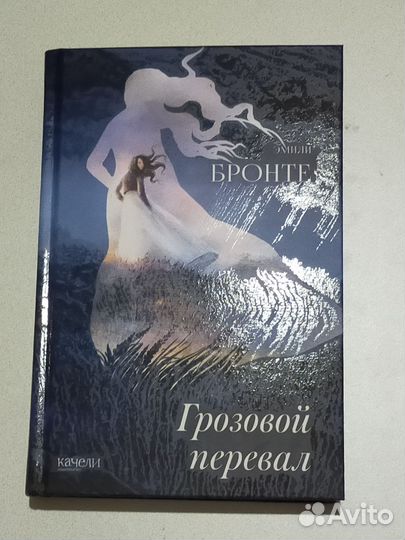 ЭМИЛИ
БРОНТЕ
Грозовой
перевал
качели
Avito